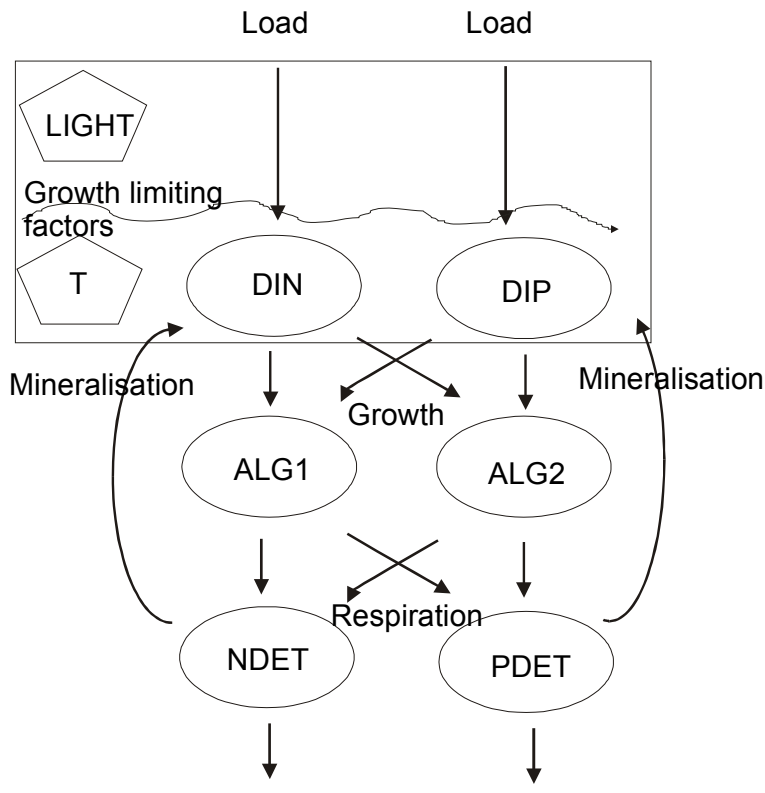 Load
Load
LIGHT
Growth limiting
factors
T
DIN
DIP
Mineralisation
Mineralisation
Growth
ALG1
ALG2
Respiration
NDET
PDET